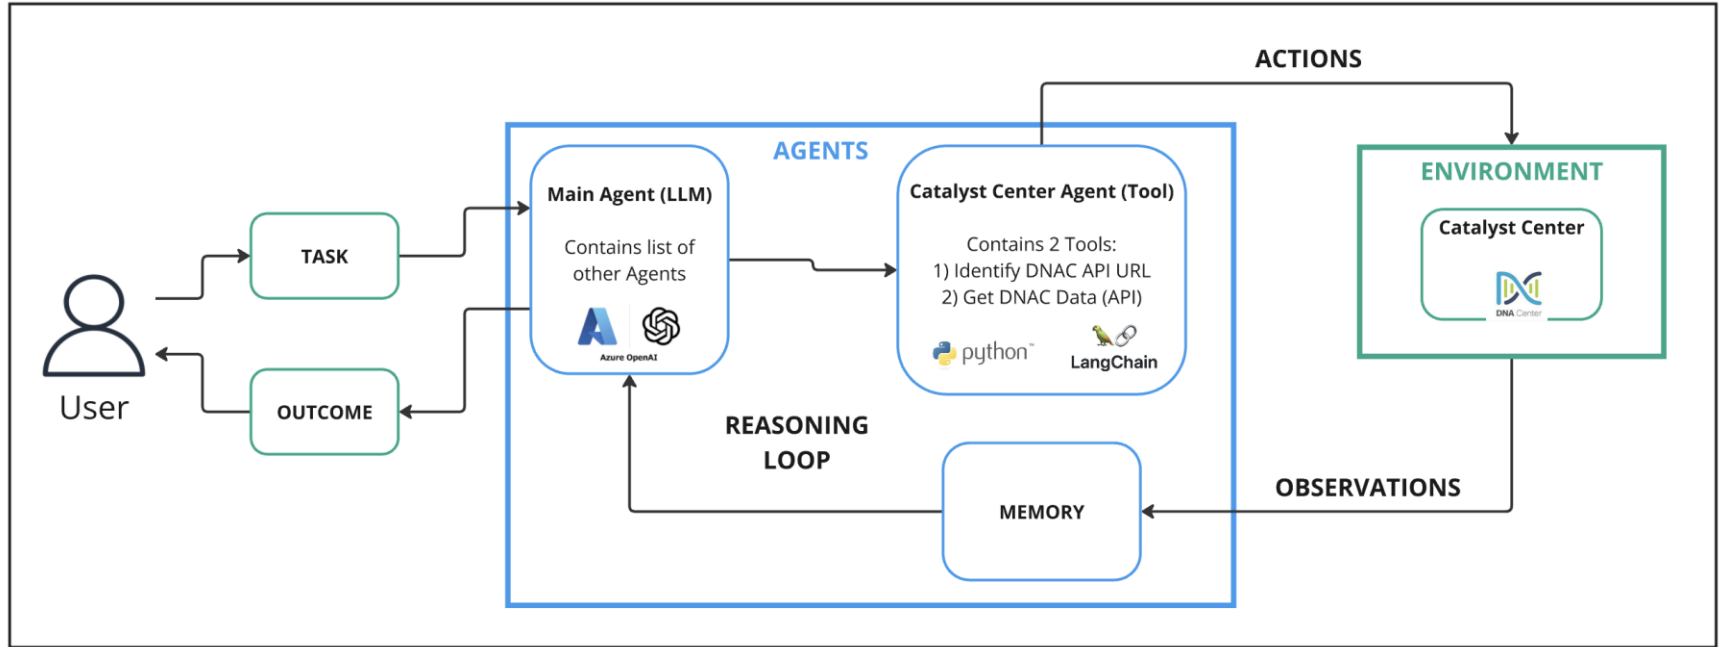 ACTIONS
AGENTS
ENVIRONMENT
Main Agent (LLM)
Contains list of
other Agents
Azure OpenAI
Catalyst Center Agent (Tool)
Contains 2 Tools:
1) Identify DNAC API URL
2) Get DNAC Data (API)
python™
LangChain
Catalyst Center
DNA Center
TASK
User
OUTCOME
REASONING
LOOP
MEMORY
OBSERVATIONS